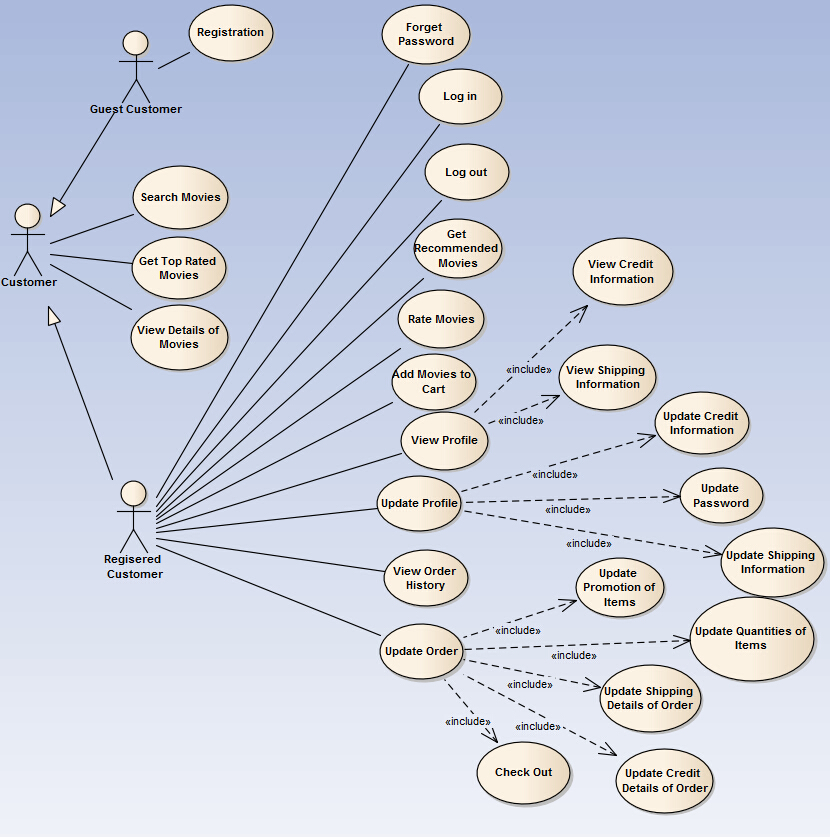 Registration
Forget
Password
Guest Customer
Log in
Search Movies
Log out
Customer
Get Top Rated
Movies
Get
Recommended
Movies
View Credit
Information
View Details of
Movies
Rate Movies
«include»
Add Movies to
Cart
View Shipping
Information
«include»
View Profile
Update Credit
Information
«include»
Update Profile
«include»
Update
Password
«include»
Regisered
Customer
Update Shipping
Information
View Order
History
Update
Promotion of
Items
«include»
Update Order
«include»
Update Quantities of
Items
«include»
Update Shipping
Details of Order
«include»
«include»
Check Out
Update Credit
Details of Order